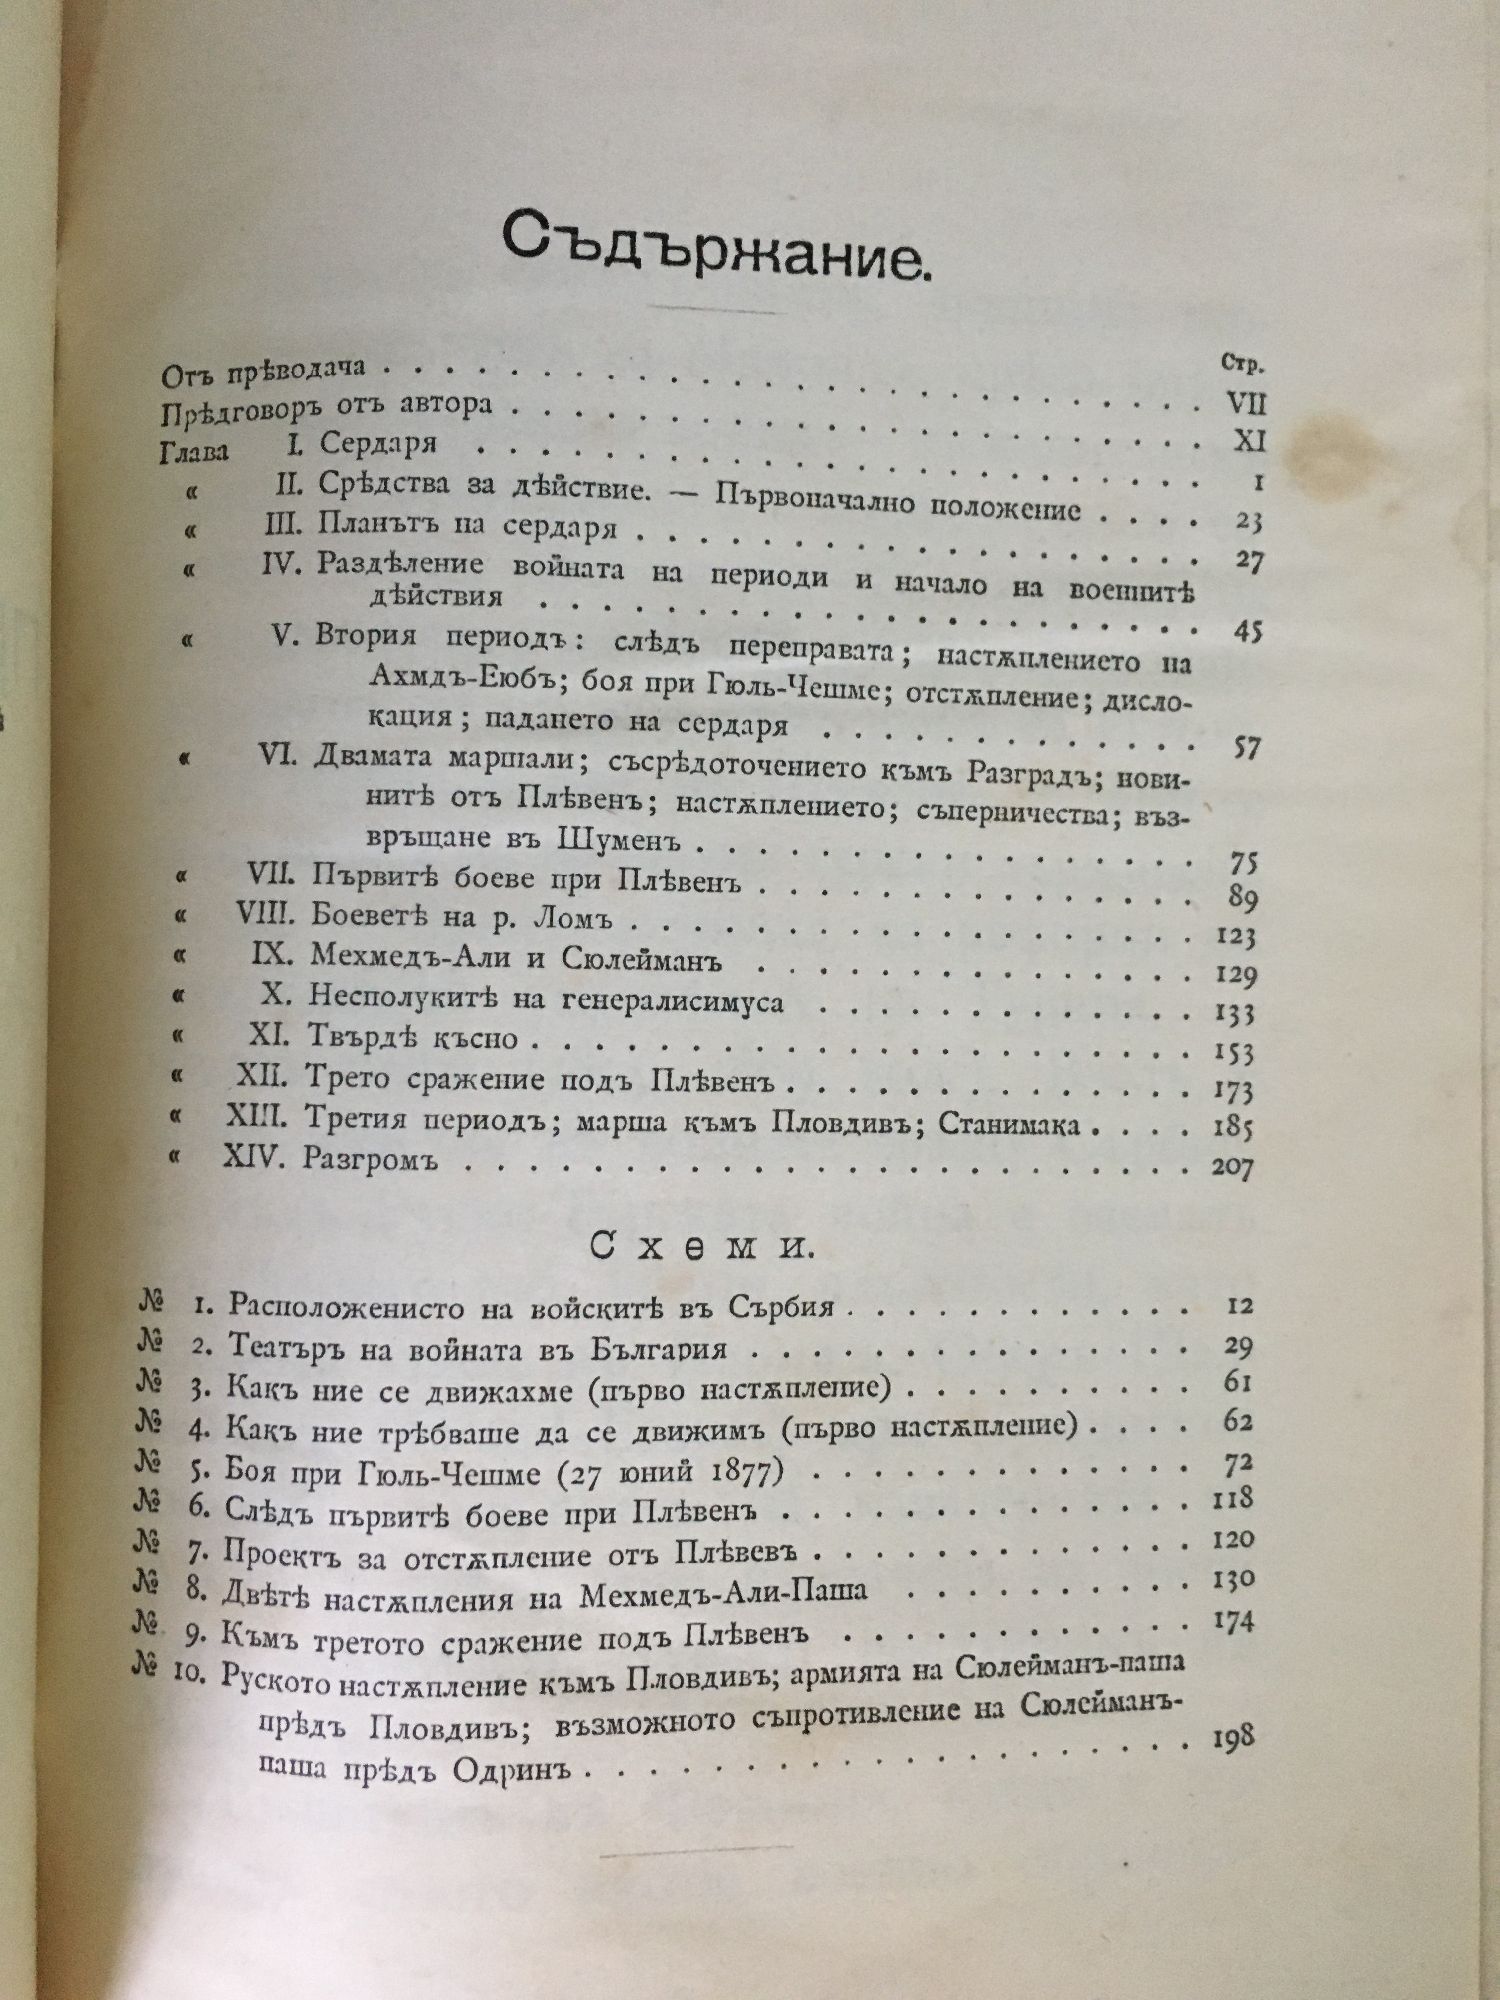 Съдържание.
Стр.
Отъ прѣводача . . . . . . . . . . . . . . . . . . . . . . . . . . VII
Прѣдговоръ отъ автора . . . . . . . . . . . . . . . . . . . . . . XI
Глава I. Сердаря . . . . . . . . . . . . . . . . . . . . . . . 1
« II. Срѣдства за дѣйствие. — Първоначално положение . . . . 23
« III. Планътъ на сердаря . . . . . . . . . . . . . . . . . . 27
« IV. Раздѣление войната на периоди и начало на военнитѣ
дѣйствия . . . . . . . . . . . . . . . . . . . . . 45
« V. Втория периодъ: слѣдъ переправата; настѫплението на
Ахмдъ-Еюбъ; боя при Гюль-Чешме; отстѫпление; дисло-
кация; падането на сердаря . . . . . . . . . . . . 57
« VI. Двамата маршали; съсрѣдоточението къмъ Разградъ; нови-
нитѣ отъ Плѣвенъ; настѫплението; съперничества; въз-
връщане въ Шуменъ . . . . . . . . . . . . . . . . 75
« VII. Първитѣ боеве при Плѣвенъ . . . . . . . . . . . . . . 89
« VIII. Боеветѣ на р. Ломъ . . . . . . . . . . . . . . . . . . 123
« IX. Мехмедъ-Али и Сюлейманъ . . . . . . . . . . . . . . 129
« X. Несполукитѣ на генералисимуса . . . . . . . . . . . . 133
« XI. Твърдѣ късно . . . . . . . . . . . . . . . . . . . . . 153
« XII. Трето сражение подъ Плѣвенъ . . . . . . . . . . . . . 173
« XIII. Третия периодъ; марша къмъ Пловдивъ; Станимака . . . . 185
« XIV. Разгромъ . . . . . . . . . . . . . . . . . . . . . . . 207
Схеми.
№ 1. Расположенисто на войскитѣ въ Сърбия . . . . . . . . . . . 12
№ 2. Театъръ на войната въ България . . . . . . . . . . . . . . 29
№ 3. Какъ ние се движахме (първо настѫпление) . . . . . . . . . 61
№ 4. Какъ ние трѣбваше да се движимъ (първо настѫпление) . . . . 62
№ 5. Боя при Гюль-Чешме (27 юний 1877) . . . . . . . . . . . . 72
№ 6. Слѣдъ първитѣ боеве при Плѣвенъ . . . . . . . . . . . . . 118
№ 7. Проектъ за отстѫпление отъ Плѣвевъ . . . . . . . . . . . . 120
№ 8. Двѣтѣ настѫпления на Мехмедъ-Али-Паша . . . . . . . . . 130
№ 9. Къмъ третото сражение подъ Плѣвенъ . . . . . . . . . . . 174
№ 10. Руското настѫпление къмъ Пловдивъ; армията на Сюлейманъ-паша
прѣдъ Пловдивъ; възможното съпротивление на Сюлейманъ-
паша прѣдъ Одринъ . . . . . . . . . . . . . . . . . . . 198